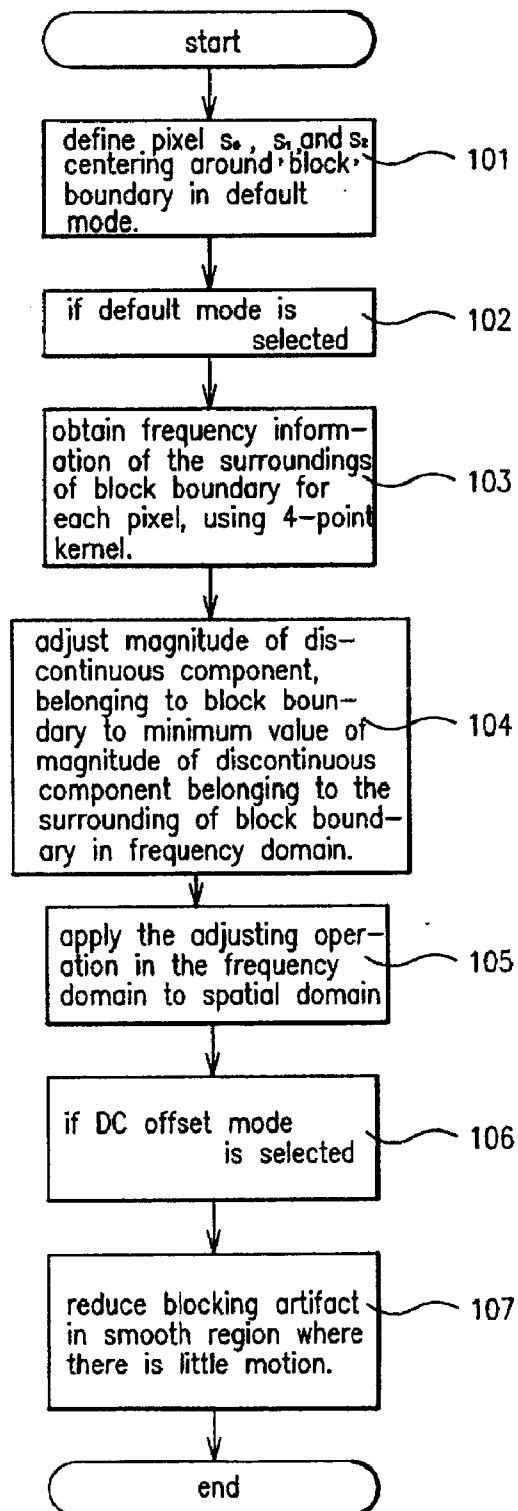 start
define pixel s₀, s₁, and s₂
centering around block
boundary in default
mode.
101
if default mode is
selected
102
obtain frequency inform-
ation of the surroundings
of block boundary for
each pixel, using 4-point
kernel.
103
adjust magnitude of dis-
continuous component,
belonging to block boun-
dary to minimum value of
magnitude of discontinuous
component belonging to the
surrounding of block bound-
ary in frequency domain.
104
apply the adjusting oper-
ation in the frequency
domain to spatial domain
105
if DC offset mode
is selected
106
reduce blocking artifact
in smooth region where
there is little motion.
107
end